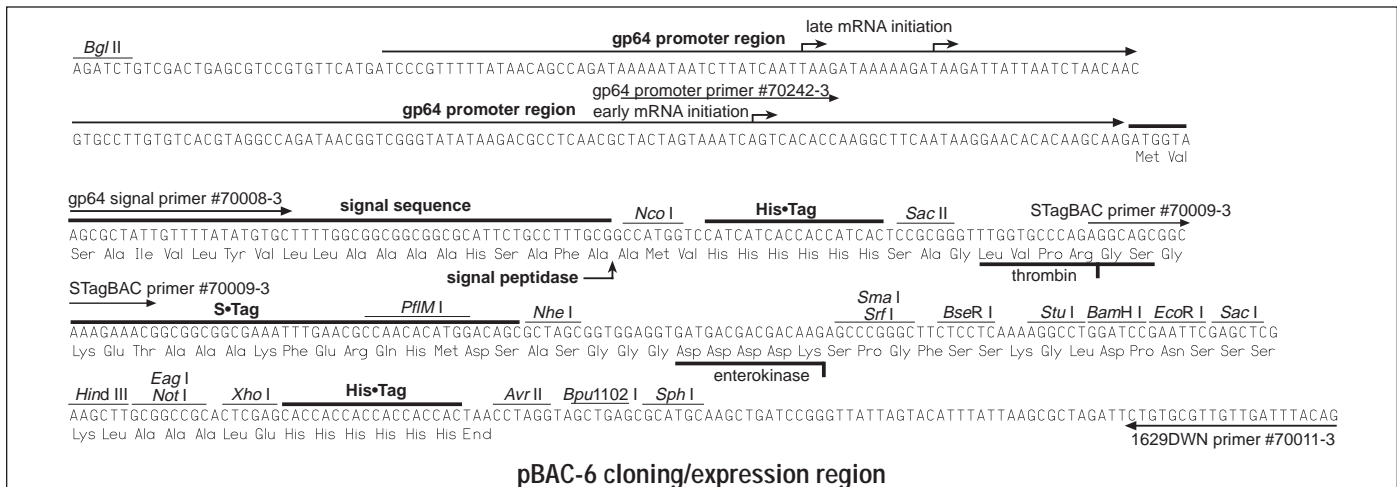 late mRNA initiation
Bgl II gp64 promoter region
AGATCTGTCGACTGAGCGTCCGTGTTCATGATCCCGTTTTTATAACAGCCAGATAAAAATAATCTTATCAATTAAGATAAAAAGATAAGATTATTAATCTAACAAC
gp64 promoter primer #70242-3
gp64 promoter region early mRNA initiation
GTGCCTTGTGTCACGTAGGCCAGATAACGGTCGGGTATATAAGACGCCTCAACGCTACTAGTAAATCAGTCACACCAAGGCTTCAATAAGGAACACACAAGCAAGATGGTA
Met Val
gp64 signal primer #70008-3 signal sequence Nco I His•Tag Sac II STagBAC primer #70009-3
AGCGCTATTGTTTTATATGTGCTTTTGGCGGCGGCGGCGCATTCTGCCTTTGCGGCCATGGTCCATCATCACCACCATCACTCCGCGGGTTTGGTGCCCAGAGGCAGCGGC
Ser Ala Ile Val Leu Tyr Val Leu Leu Ala Ala Ala Ala His Ser Ala Phe Ala Ala Met Val His His His His His His Ser Ala Gly Leu Val Pro Arg Gly Ser Gly
signal peptidase thrombin
STagBAC primer #70009-3
S•Tag PflM I Nhe I Sma I Srf I BseR I Stu I BamH I EcoR I Sac I
AAAGAAACGGCGGCGGCGAAATTTGAACGCCAACACATGGACAGCGCTAGCGGTGGAGGTGATGACGACGACAAGAGCCCGGGCTTCTCCTCAAAAGGCCTGGATCCGAATTCGAGCTCG
Lys Glu Thr Ala Ala Ala Lys Phe Glu Arg Gln His Met Asp Ser Ala Ser Gly Gly Gly Asp Asp Asp Asp Lys Ser Pro Gly Phe Ser Ser Lys Gly Leu Asp Pro Asn Ser Ser Ser
enterokinase
Hind III Eag I Not I Xho I His•Tag Avr II Bpu1102 I Sph I
AAGCTTGCGGCCGCACTCGAGCACCACCACCACCACCACTAACCTAGGTAGCTGAGCGCATGCAAGCTGATCCGGGTTATTAGTACATTTATTAAGCGCTAGATTCTGTGCGTTGTTGATTTACAG
Lys Leu Ala Ala Ala Leu Glu His His His His His His End
1629DWN primer #70011-3
pBAC-6 cloning/expression region